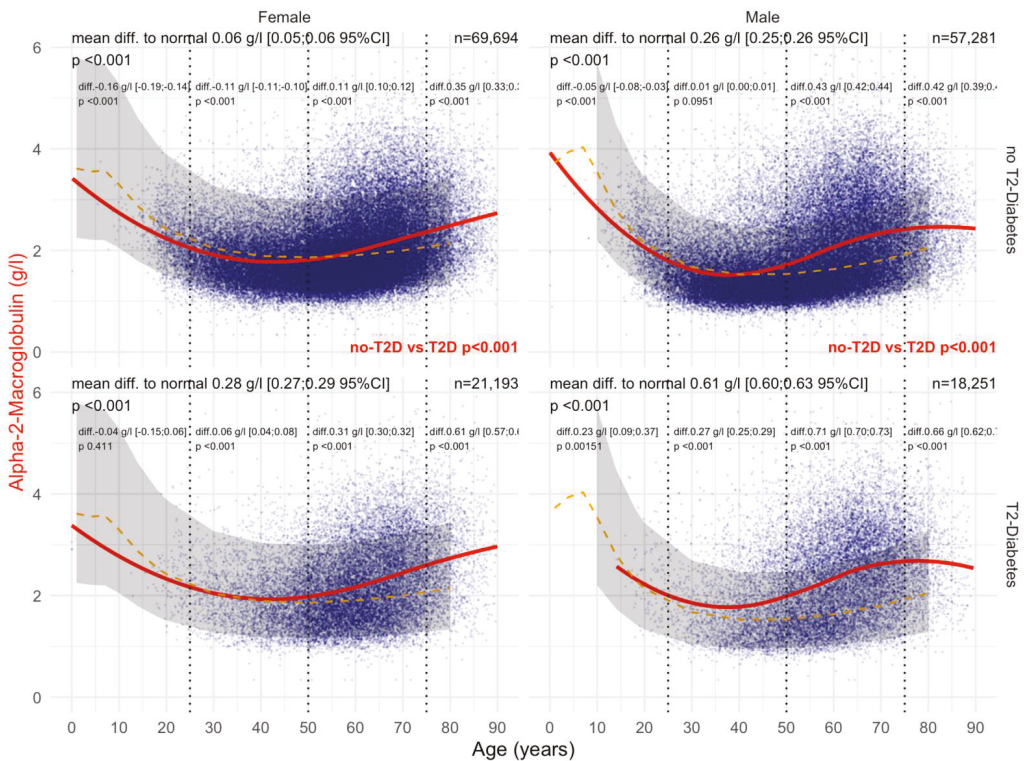 Female
Male
mean diff. to normal 0.06 g/l [0.05;0.06 95%CI]
n=69,694
p <0.001
diff.-0.16 g/l [-0.19;-0.14]
p <0.001
diff.-0.11 g/l [-0.11;-0.10]
p <0.001
diff.0.11 g/l [0.10;0.12]
p <0.001
diff.0.35 g/l [0.33;0.
p <0.001
mean diff. to normal 0.26 g/l [0.25;0.26 95%CI]
n=57,281
p <0.001
diff.-0.05 g/l [-0.08;-0.03]
p <0.001
diff.0.01 g/l [0.00;0.01]
p 0.0951
diff.0.43 g/l [0.42;0.44]
p <0.001
diff.0.42 g/l [0.39;0.
p <0.001
no T2-Diabetes
6
4
2
0
no-T2D vs T2D p<0.001
no-T2D vs T2D p<0.001
Alpha-2-Macroglobulin (g/l)
mean diff. to normal 0.28 g/l [0.27;0.29 95%CI]
n=21,193
p <0.001
diff.-0.04 g/l [-0.15;0.06]
p 0.411
diff.0.06 g/l [0.04;0.08]
p <0.001
diff.0.31 g/l [0.30;0.32]
p <0.001
diff.0.61 g/l [0.57;0.
p <0.001
mean diff. to normal 0.61 g/l [0.60;0.63 95%CI]
n=18,251
p <0.001
diff.0.23 g/l [0.09;0.37]
p 0.00151
diff.0.27 g/l [0.25;0.29]
p <0.001
diff.0.71 g/l [0.70;0.73]
p <0.001
diff.0.66 g/l [0.62;0.
p <0.001
T2-Diabetes
6
4
2
0
0 10 20 30 40 50 60 70 80 90
0 10 20 30 40 50 60 70 80 90
Age (years)